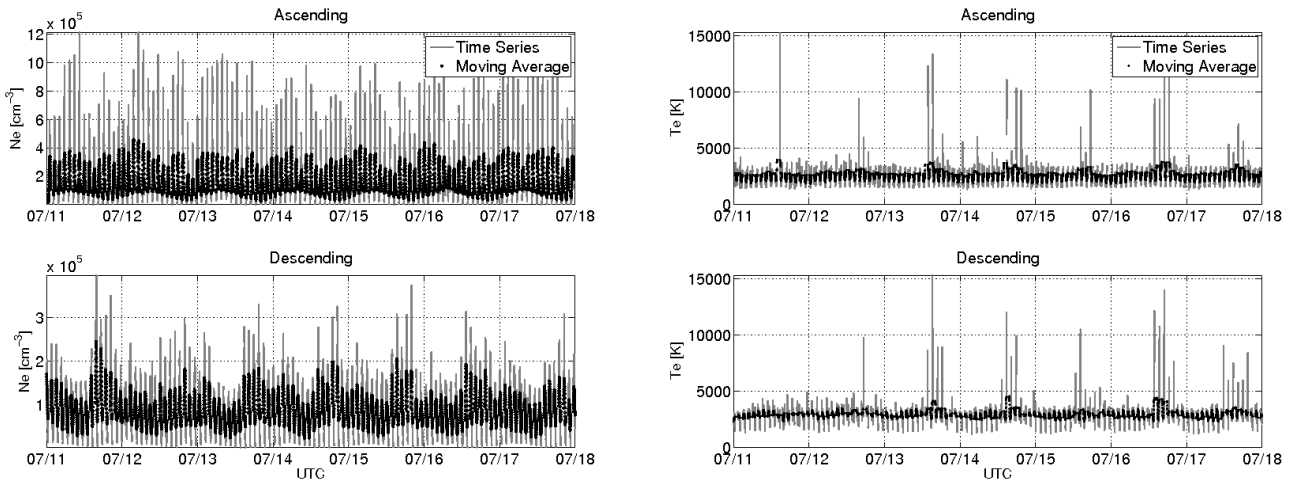 Ascending
x 10⁵
Time Series
Moving Average
Ne [cm⁻³]
12
10
8
6
4
2
07/11 07/12 07/13 07/14 07/15 07/16 07/17 07/18
Ascending
Time Series
Moving Average
Te [K]
15000
10000
5000
0
07/11 07/12 07/13 07/14 07/15 07/16 07/17 07/18
Descending
x 10⁵
Ne [cm⁻³]
3
2
1
07/11 07/12 07/13 07/14 07/15 07/16 07/17 07/18
UTC
Descending
Te [K]
15000
10000
5000
0
07/11 07/12 07/13 07/14 07/15 07/16 07/17 07/18
UTC